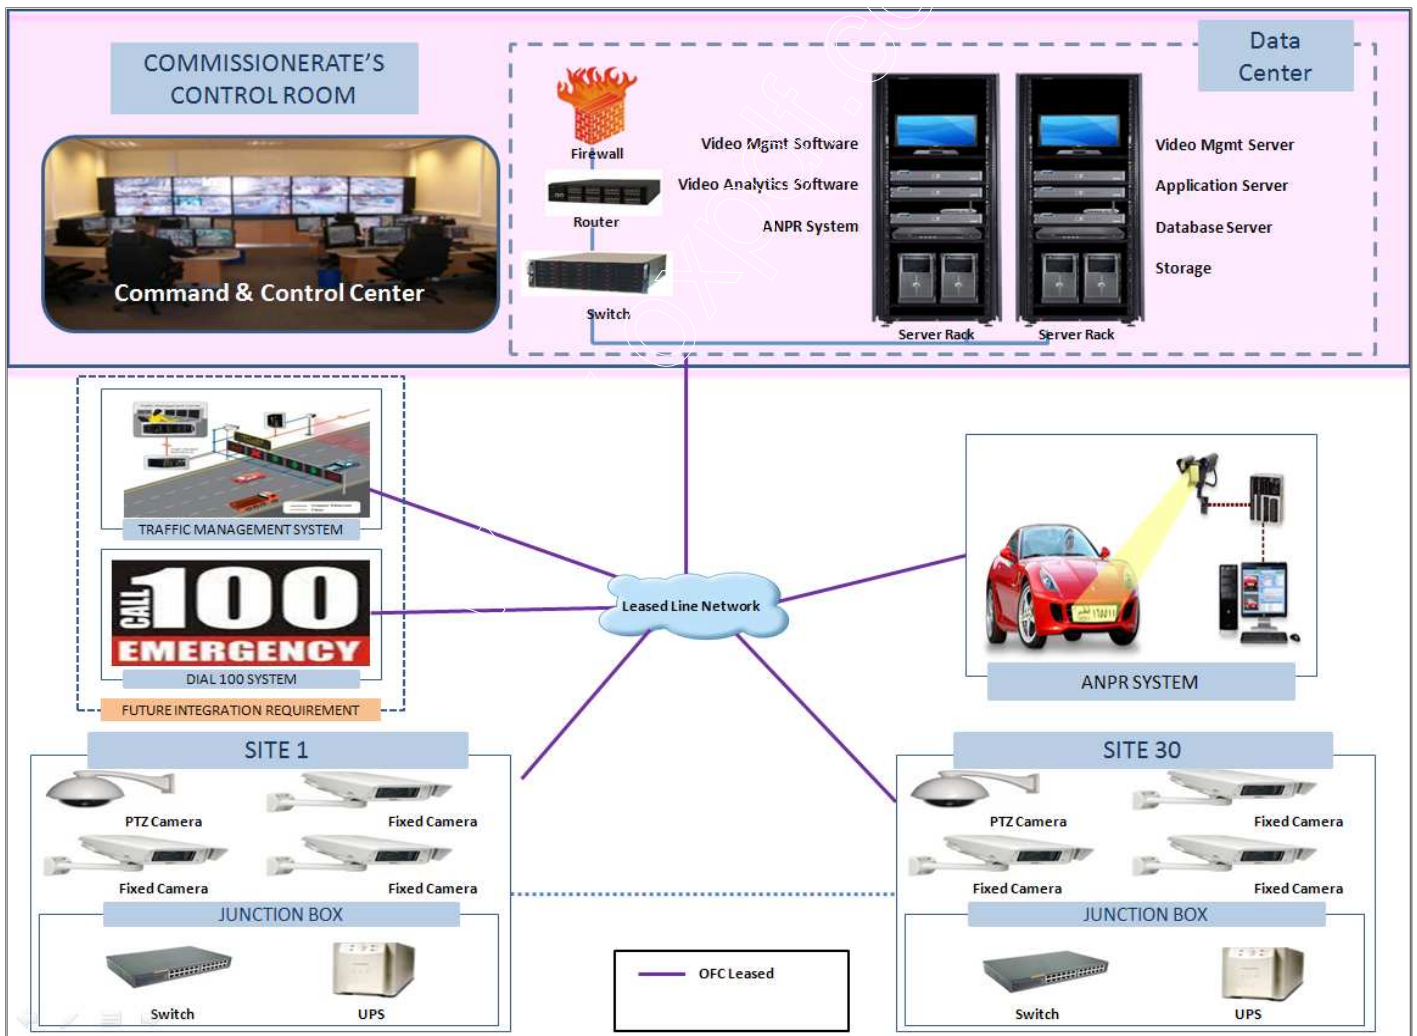 COMMISSIONERATE'S
CONTROL ROOM
Command & Control Center
Data
Center
Firewall
Router
Switch
Video Mgmt Software
Video Analytics Software
ANPR System
Server Rack
Server Rack
Video Mgmt Server
Application Server
Database Server
Storage
TRAFFIC MANAGEMENT SYSTEM
CALL
100
EMERGENCY
DIAL 100 SYSTEM
FUTURE INTEGRATION REQUIREMENT
Leased Line Network
ANPR SYSTEM
SITE 1
PTZ Camera
Fixed Camera
Fixed Camera
Fixed Camera
JUNCTION BOX
Switch
UPS
OFC Leased
SITE 30
PTZ Camera
Fixed Camera
Fixed Camera
Fixed Camera
JUNCTION BOX
Switch
UPS